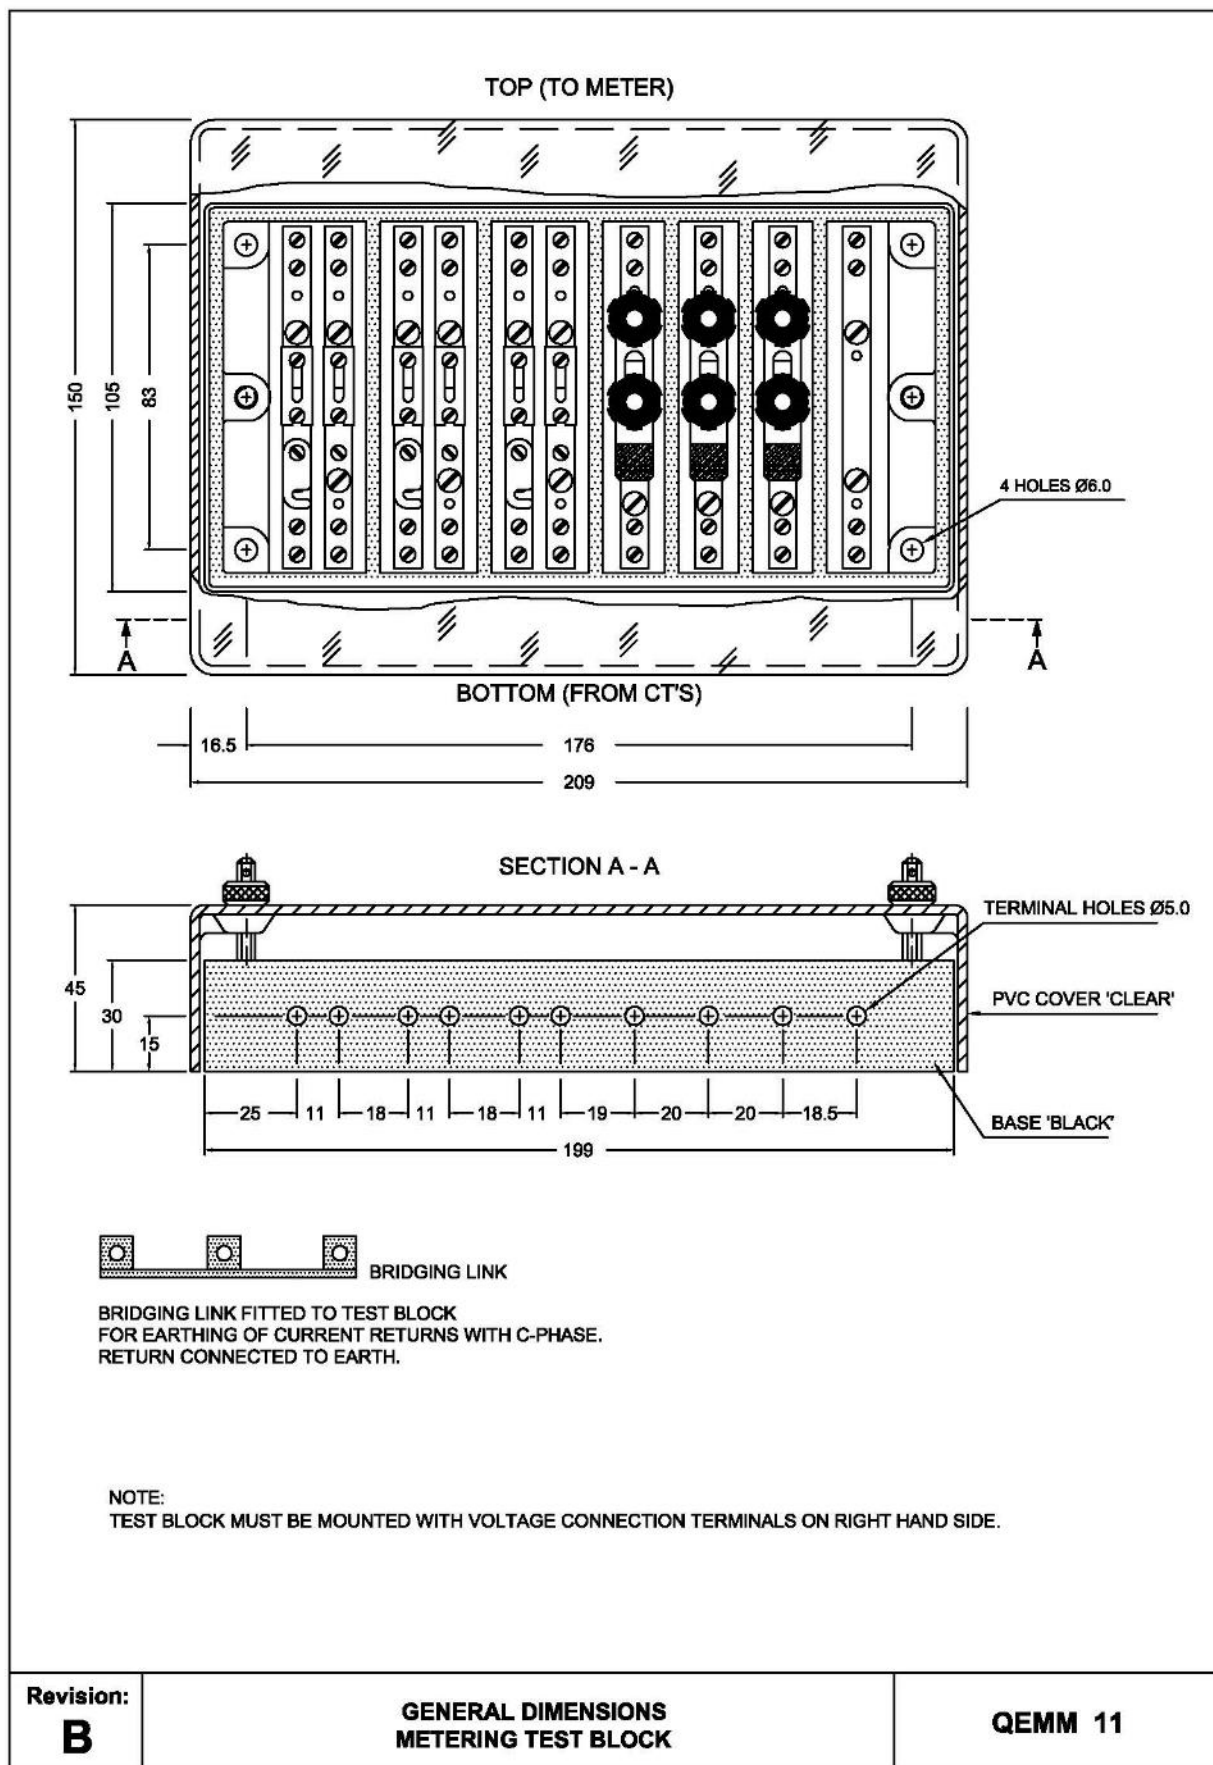 TOP (TO METER)
150
105
83
4 HOLES Ø6.0
A
A
BOTTOM (FROM CT'S)
16.5
176
209
SECTION A - A
TERMINAL HOLES Ø5.0
45
30
15
PVC COVER 'CLEAR'
25
11
18
11
18
11
19
20
20
18.5
BASE 'BLACK'
199
BRIDGING LINK
BRIDGING LINK FITTED TO TEST BLOCK
FOR EARTHING OF CURRENT RETURNS WITH C-PHASE.
RETURN CONNECTED TO EARTH.
NOTE:
TEST BLOCK MUST BE MOUNTED WITH VOLTAGE CONNECTION TERMINALS ON RIGHT HAND SIDE.
Revision:
B
GENERAL DIMENSIONS
METERING TEST BLOCK
QEMM 11